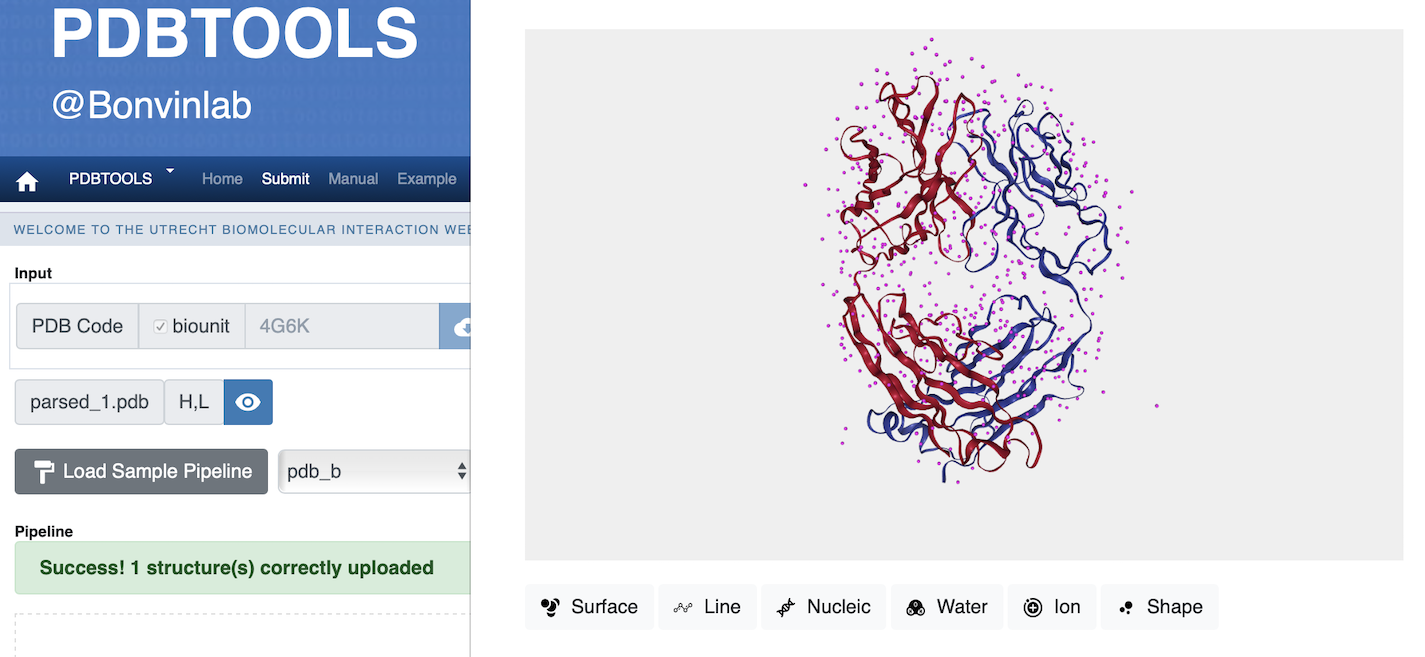 PDBTOOLS
@Bonvinlab
PDBTOOLS Home Submit Manual Example
WELCOME TO THE UTRECHT BIOMOLECULAR INTERACTION WEE
Input
PDB Code biounit 4G6K
parsed_1.pdb H,L
Load Sample Pipeline pdb_b
Pipeline
Success! 1 structure(s) correctly uploaded
Surface Line Nucleic Water Ion Shape